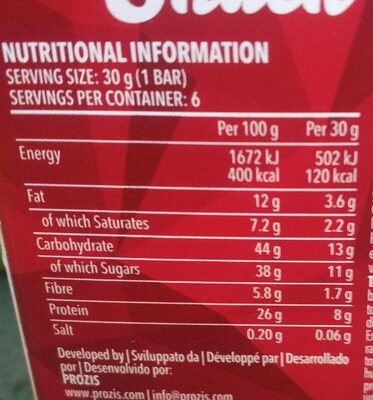 NUTRITIONAL INFORMATION
SERVING SIZE: 30 g (1 BAR)
SERVINGS PER CONTAINER: 6
Per 100 g Per 30 g
Energy 1672 kJ 502 kJ
400 kcal 120 kcal
Fat 12 g 3.6 g
of which Saturates 7.2 g 2.2 g
Carbohydrate 44 g 13 g
of which Sugars 38 g 11 g
Fibre 5.8 g 1.7 g
Protein 26 g 8 g
Salt 0.20 g 0.06 g
Developed by | Sviluppato da | Développé par | Desarrollado
por | Desenvolvido por:
PROZIS
www.prozis.com | info@prozis.com